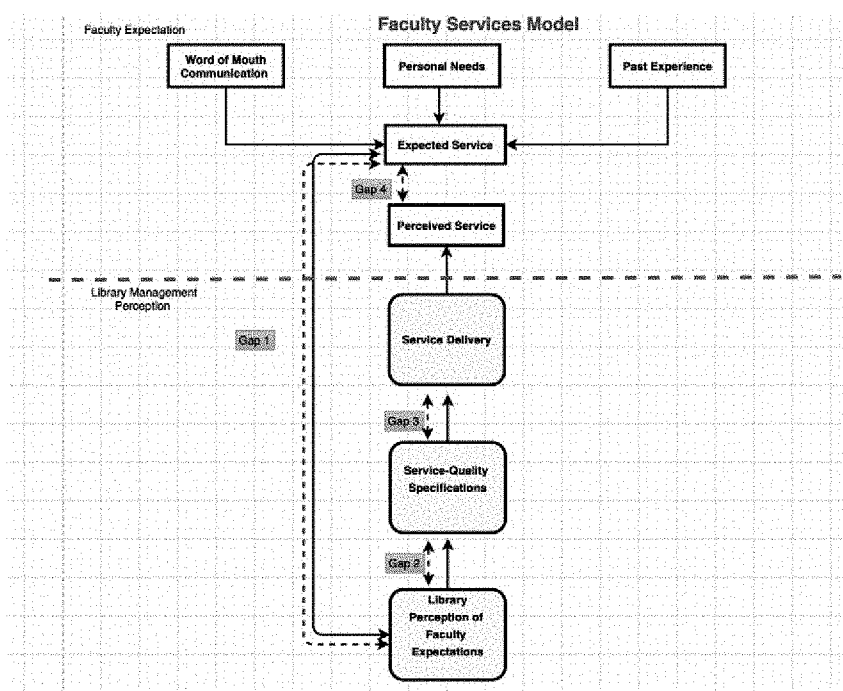 Faculty Services Model
Faculty Expectation
Word of Mouth
Communication
Personal Needs
Past Experience
Expected Service
Gap 4
Perceived Service
Library Management
Perception
Gap 1
Service Delivery
Gap 3
Service-Quality
Specifications
Gap 2
Library
Perception of
Faculty
Expectations